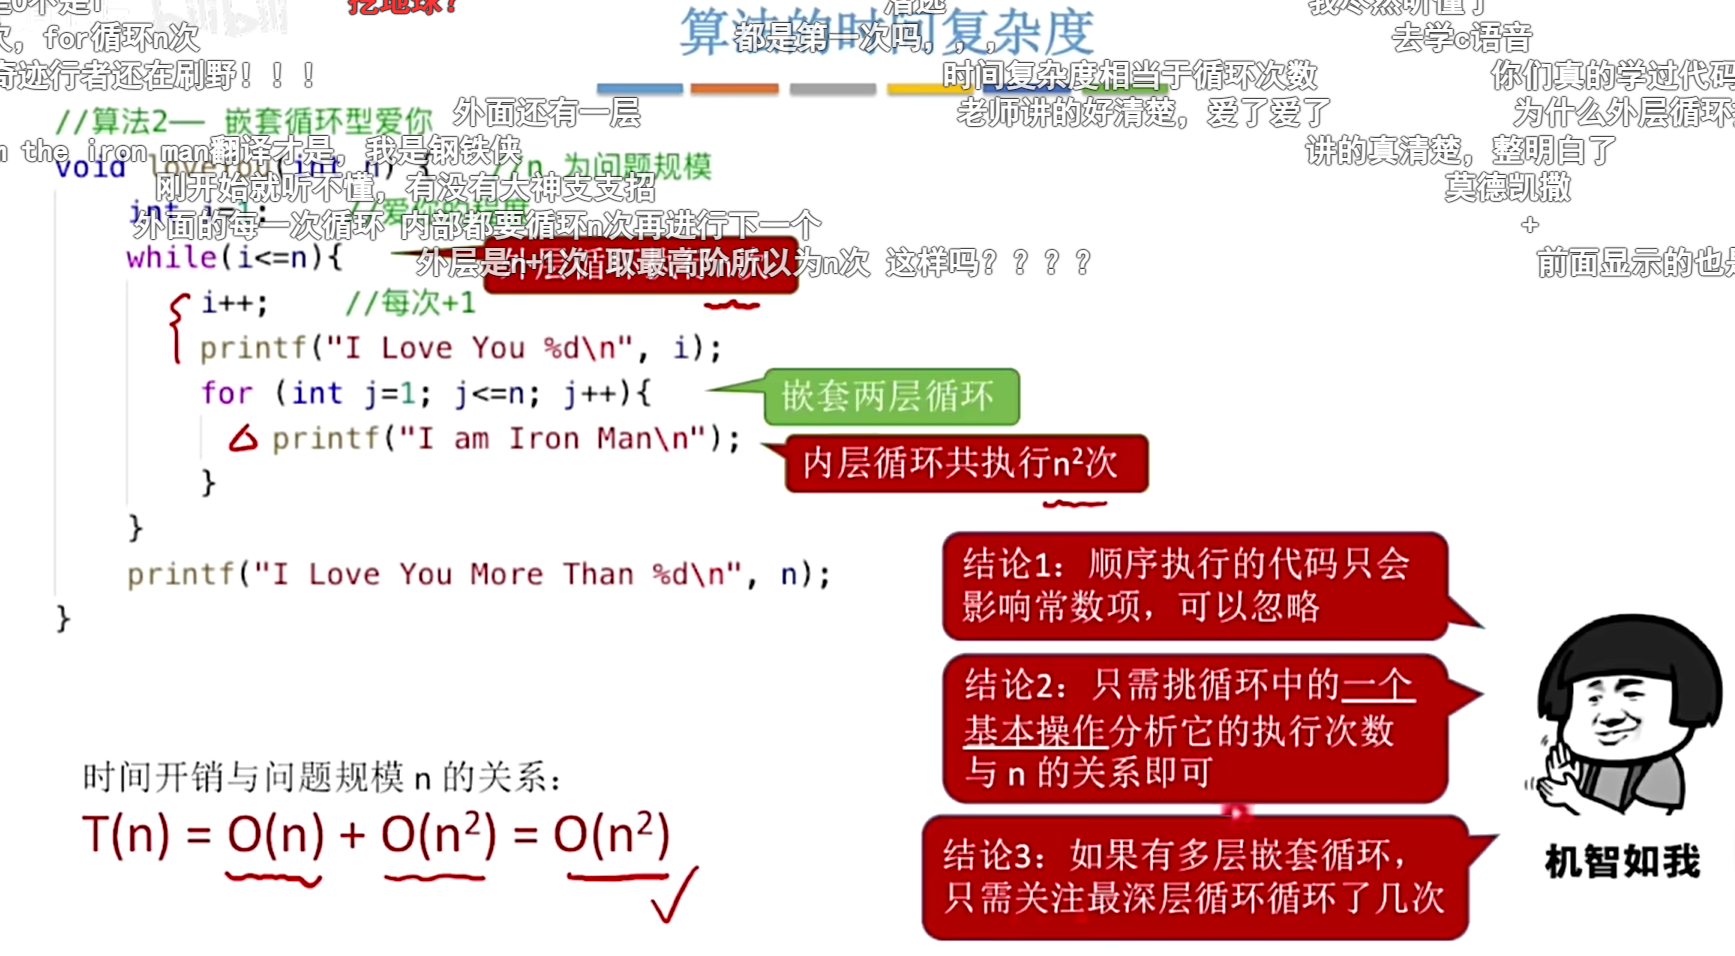 挖地球?
算法的时间复杂度
都是第一次吗，，，
我尽然听懂了
次, for循环n次
去学c语音
奇迹行者还在刷野！！！
时间复杂度相当于循环次数
你们真的学过代码
//算法2—— 嵌套循环型爱你
外面还有一层
老师讲的好清楚，爱了爱了
为什么外层循环
the iron man翻译才是，我是钢铁侠
讲的真清楚，整明白了
void loveYou(int n) { //n 为问题规模
刚开始就听不懂，有没有大神支支招
莫德凯撒
int i=1; //爱你的程度
外面的每一次循环 内部都要循环n次再进行下一个
+
while(i<=n){
外层是n+1次 取最高阶所以为n次 这样吗????
前面显示的也是
i++; //每次+1
printf("I Love You %d\n", i);
for (int j=1; j<=n; j++){
嵌套两层循环
printf("I am Iron Man\n");
内层循环共执行n²次
}
}
printf("I Love You More Than %d\n", n);
}
结论1：顺序执行的代码只会
影响常数项，可以忽略
结论2：只需挑循环中的一个
基本操作分析它的执行次数
与 n 的关系即可
时间开销与问题规模 n 的关系：
T(n) = O(n) + O(n²) = O(n²)
结论3：如果有多层嵌套循环，
只需关注最深层循环循环了几次
机智如我